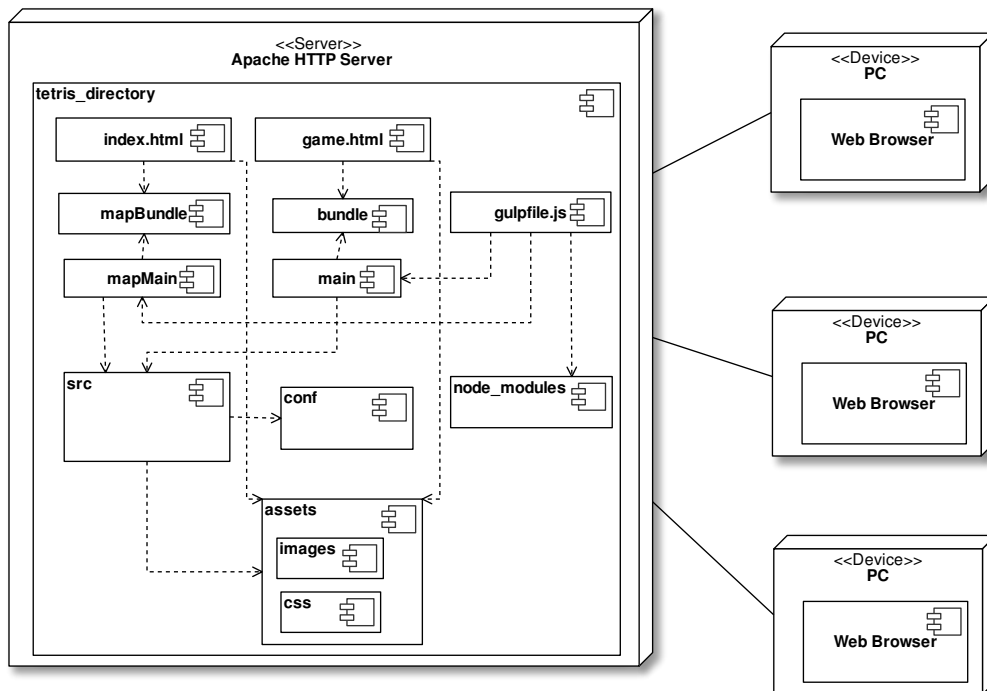 <<Server>>
Apache HTTP Server
tetris_directory
index.html
game.html
mapBundle
bundle
gulpfile.js
mapMain
main
src
conf
node_modules
assets
images
css
<<Device>>
PC
Web Browser
<<Device>>
PC
Web Browser
<<Device>>
PC
Web Browser